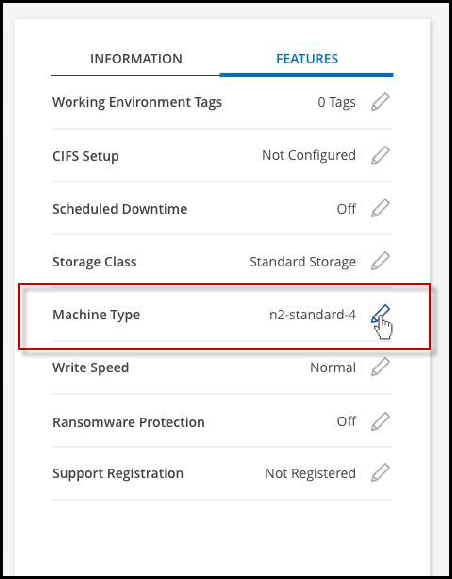 INFORMATION FEATURES
Working Environment Tags 0 Tags
CIFS Setup Not Configured
Scheduled Downtime Off
Storage Class Standard Storage
Machine Type n2-standard-4
Write Speed Normal
Ransomware Protection Off
Support Registration Not Registered